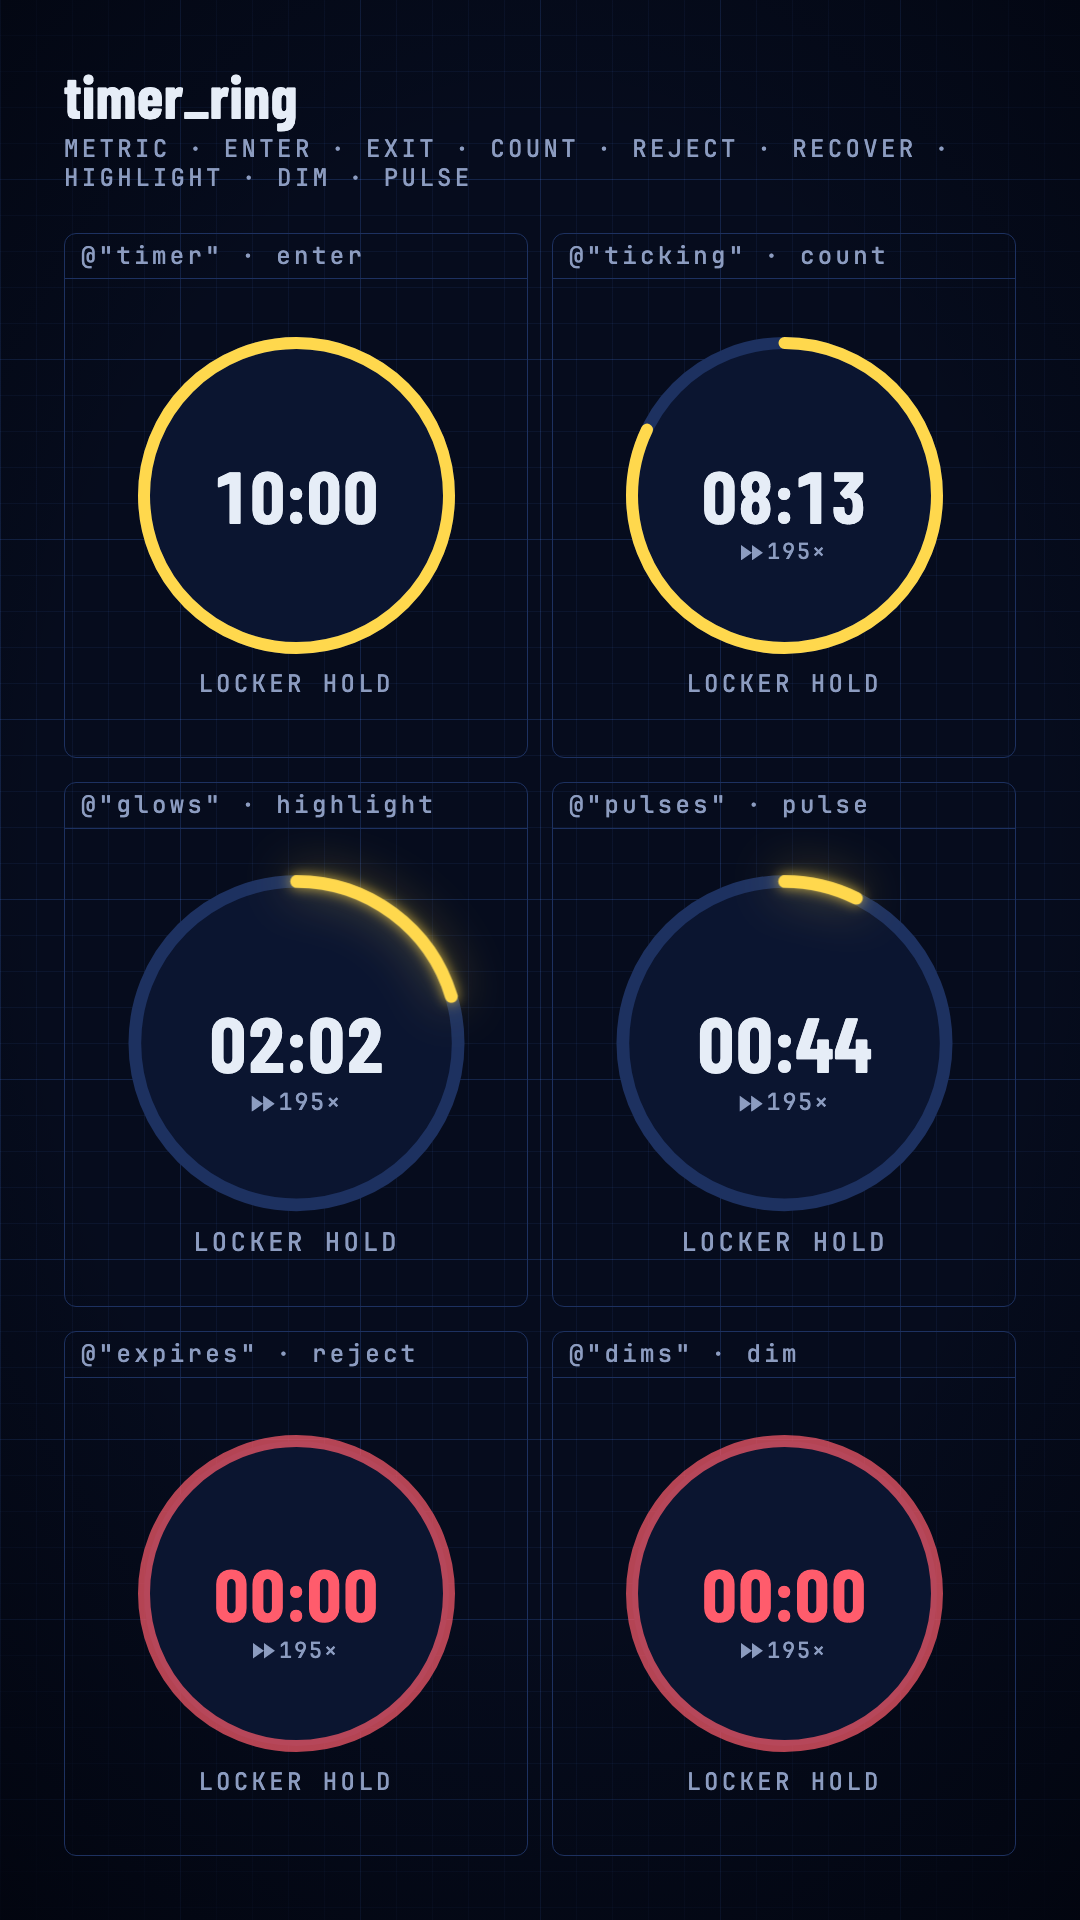 timer_ring
METRIC · ENTER · EXIT · COUNT · REJECT · RECOVER ·
HIGHLIGHT · DIM · PULSE
@"timer" · enter
10:00
LOCKER HOLD
@"ticking" · count
08:13
195×
LOCKER HOLD
@"glows" · highlight
02:02
195×
LOCKER HOLD
@"pulses" · pulse
00:44
195×
LOCKER HOLD
@"expires" · reject
00:00
195×
LOCKER HOLD
@"dims" · dim
00:00
195×
LOCKER HOLD